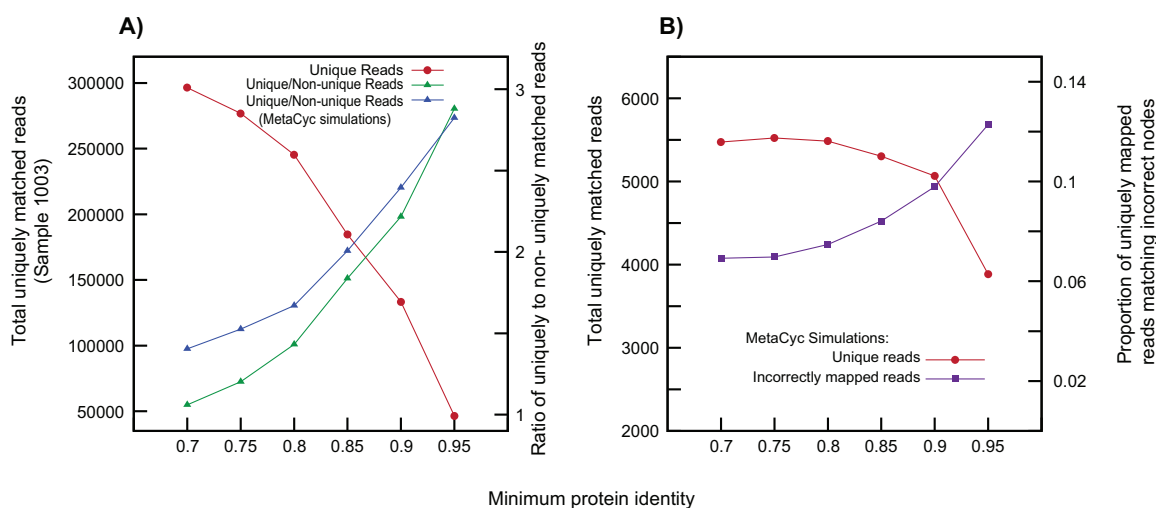 A)
Total uniquely matched reads
(Sample 1003)
300000
250000
200000
150000
100000
50000
Unique Reads
Unique/Non-unique Reads
Unique/Non-unique Reads
(MetaCyc simulations)
3
2
1
Ratio of uniquely to non- uniquely matched reads
0.7 0.75 0.8 0.85 0.9 0.95
B)
Total uniquely matched reads
6000
5000
4000
3000
2000
MetaCyc Simulations:
Unique reads
Incorrectly mapped reads
0.14
0.1
0.06
0.02
Proportion of uniquely mapped
reads matching incorrect nodes
0.7 0.75 0.8 0.85 0.9 0.95
Minimum protein identity